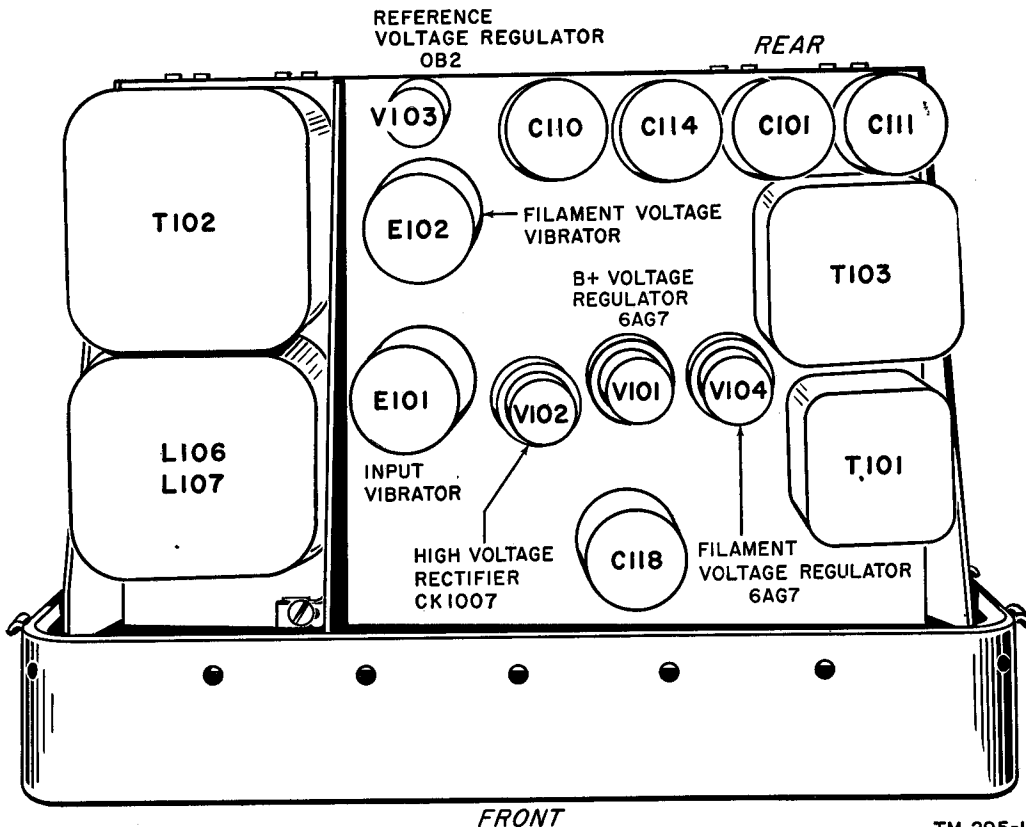 REFERENCE
VOLTAGE REGULATOR
OB2
REAR
V103
C110
C114
C101
C111
T102
E102
FILAMENT VOLTAGE
VIBRATOR
T103
B+ VOLTAGE
REGULATOR
6AG7
E101
V102
V101
V104
L106
L107
T101
INPUT
VIBRATOR
HIGH VOLTAGE
RECTIFIER
CK1007
C118
FILAMENT
VOLTAGE REGULATOR
6AG7
FRONT